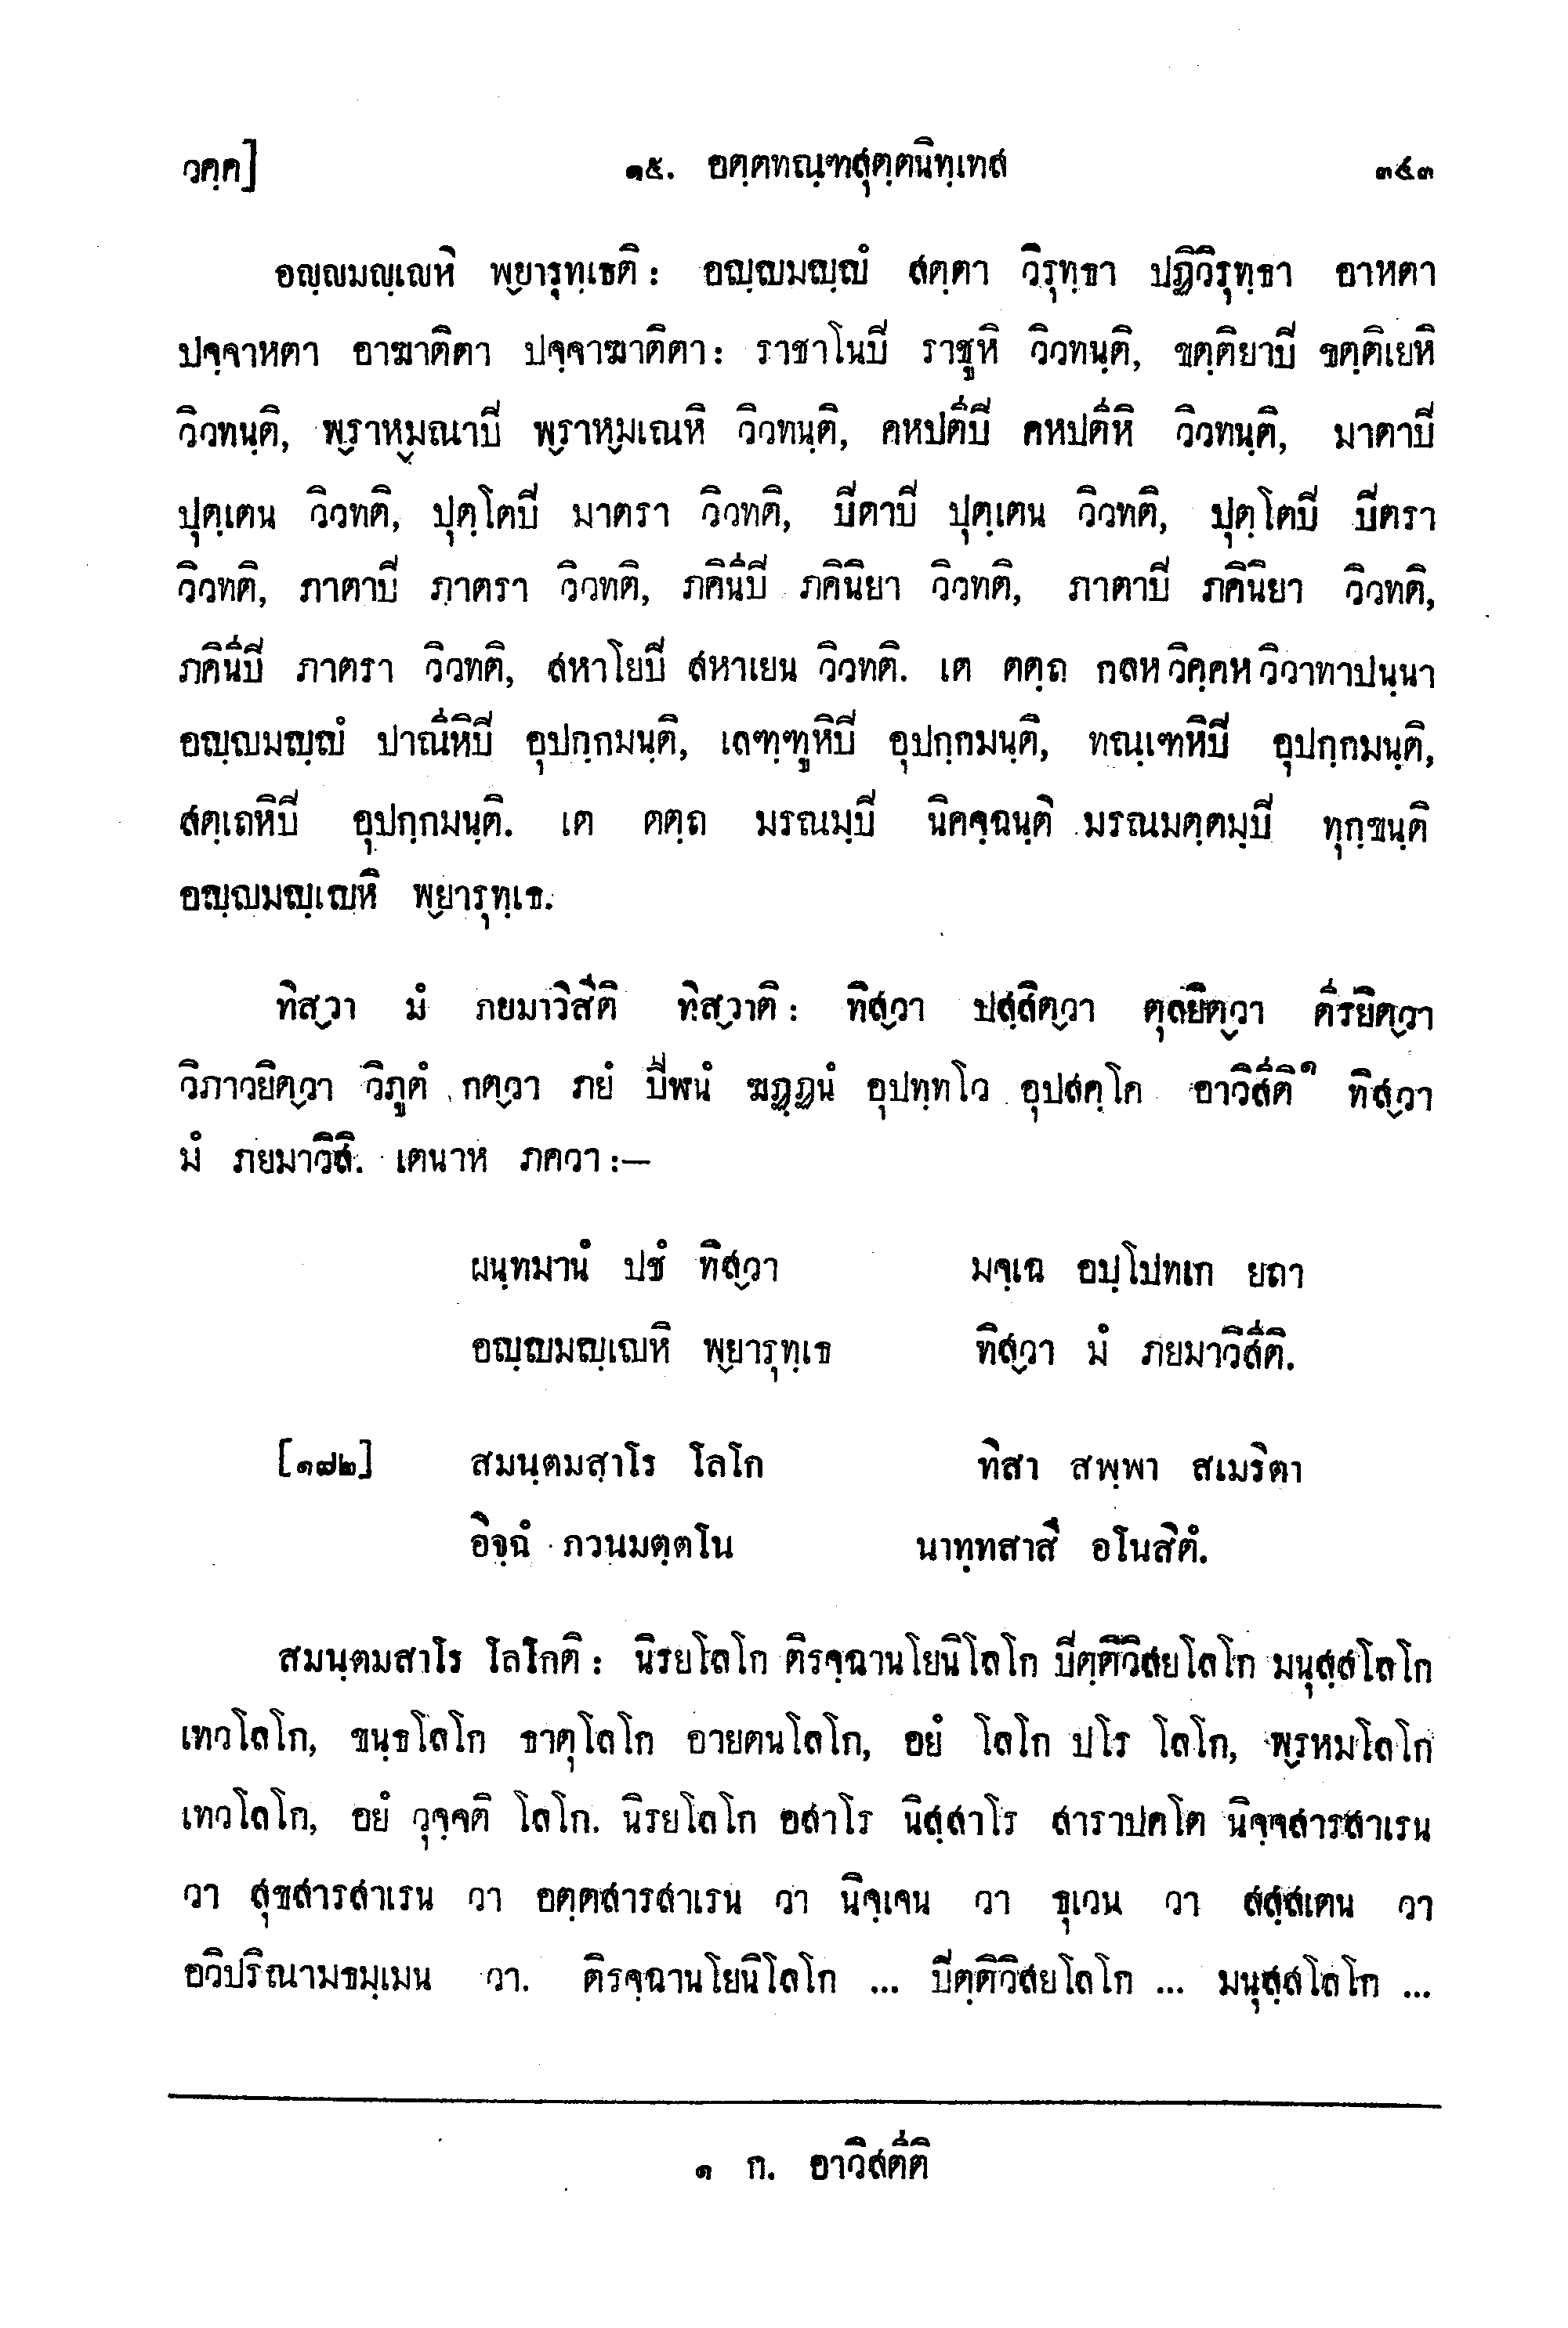 วคฺค]	๑๕. อตฺตทณฺฑสุตฺตนิทฺเทส	๓๔๓
อญฺญมญฺเญหิ พฺยารุทฺเธติ: อญฺญมญฺญํ สตฺตา วิรุทฺธา ปฏิวิรุทฺธา อาหตา
ปจฺจาหตา อาฆาติตา ปจฺจาฆาติตา: ราชาโนปิ ราชูหิ วิวทนฺติ, ขตฺติยาปิ ขตฺติเยหิ
วิวทนฺติ, พฺราหฺมณาปิ พฺราหฺมเณหิ วิวทนฺติ, คหปตีปิ คหปตีหิ วิวทนฺติ, มาตาปิ
ปุตฺเตน วิวทติ, ปุตฺโตปิ มาตรา วิวทติ, ปิตาปิ ปุตฺเตน วิวทติ, ปุตฺโตปิ ปิตรา
วิวทติ, ภาตาปิ ภาตรา วิวทติ, ภคินีปิ ภคินิยา วิวทติ, ภาตาปิ ภคินิยา วิวทติ,
ภคินีปิ ภาตรา วิวทติ, สหาโยปิ สหาเยน วิวทติ. เต ตตฺถ กลหวิคฺคหวิวาทาปนฺนา
อญฺญมญฺญํ ปาณีหิปิ อุปกฺกมนฺติ, เลฑฺฑูหิปิ อุปกฺกมนฺติ, ทณฺเฑหิปิ อุปกฺกมนฺติ,
สตฺเถหิปิ อุปกฺกมนฺติ. เต ตตฺถ มรณมฺปิ นิคจฺฉนฺติ มรณมตฺตมฺปิ ทุกฺขนฺติ
อญฺญมญฺเญหิ พฺยารุทฺเธ.
ทิสฺวา มํ ภยมาวิสีติ ทิสฺวาติ: ทิสฺวา ปสฺสิตฺวา ตุลยิตฺวา ตีรยิตฺวา
วิภาวยิตฺวา วิภูตํ กตฺวา ภยํ ปีฬนํ ฆฏฺฏนํ อุปทฺทโว อุปสคฺโค อาวิสีติ๑ ทิสฺวา
มํ ภยมาวิสิ. เตนาห ภควา:—
ผนฺทมานํ ปชํ ทิสฺวา	มจฺเฉ อปฺโปทเก ยถา
อญฺญมญฺเญหิ พฺยารุทฺเธ	ทิสฺวา มํ ภยมาวิสีติ.
[๑๗๒]	สมนฺตมสฺาโร โลโก	ทิสา สพฺพา สเมริตา
อิจฺฉํ ภวนมตฺตโน	นาทฺทสาสึ อโนสิตํ.
สมนฺตมสาโร โลโกติ: นิรยโลโก ติรจฺฉานโยนิโลโก ปิตฺติวิสยโลโก มนุสฺสโลโก
เทวโลโก, ขนฺธโลโก ธาตุโลโก อายตนโลโก, อยํ โลโก ปโร โลโก, พฺรหมโลโก
เทวโลโก, อยํ วุจฺจติ โลโก. นิรยโลโก อสาโร นิสฺสาโร สาราปคโต นิจฺจสารสาเรน
วา สุขสารสาเรน วา อตฺตสารสาเรน วา นิจฺเจน วา ธุเวน วา สสฺสเตน วา
อวิปริณามธมฺเมน วา. ติรจฺฉานโยนิโลโก ... ปิตฺติวิสยโลโก ... มนุสฺสโลโก ...
๑ ก. อาวิสตีติ